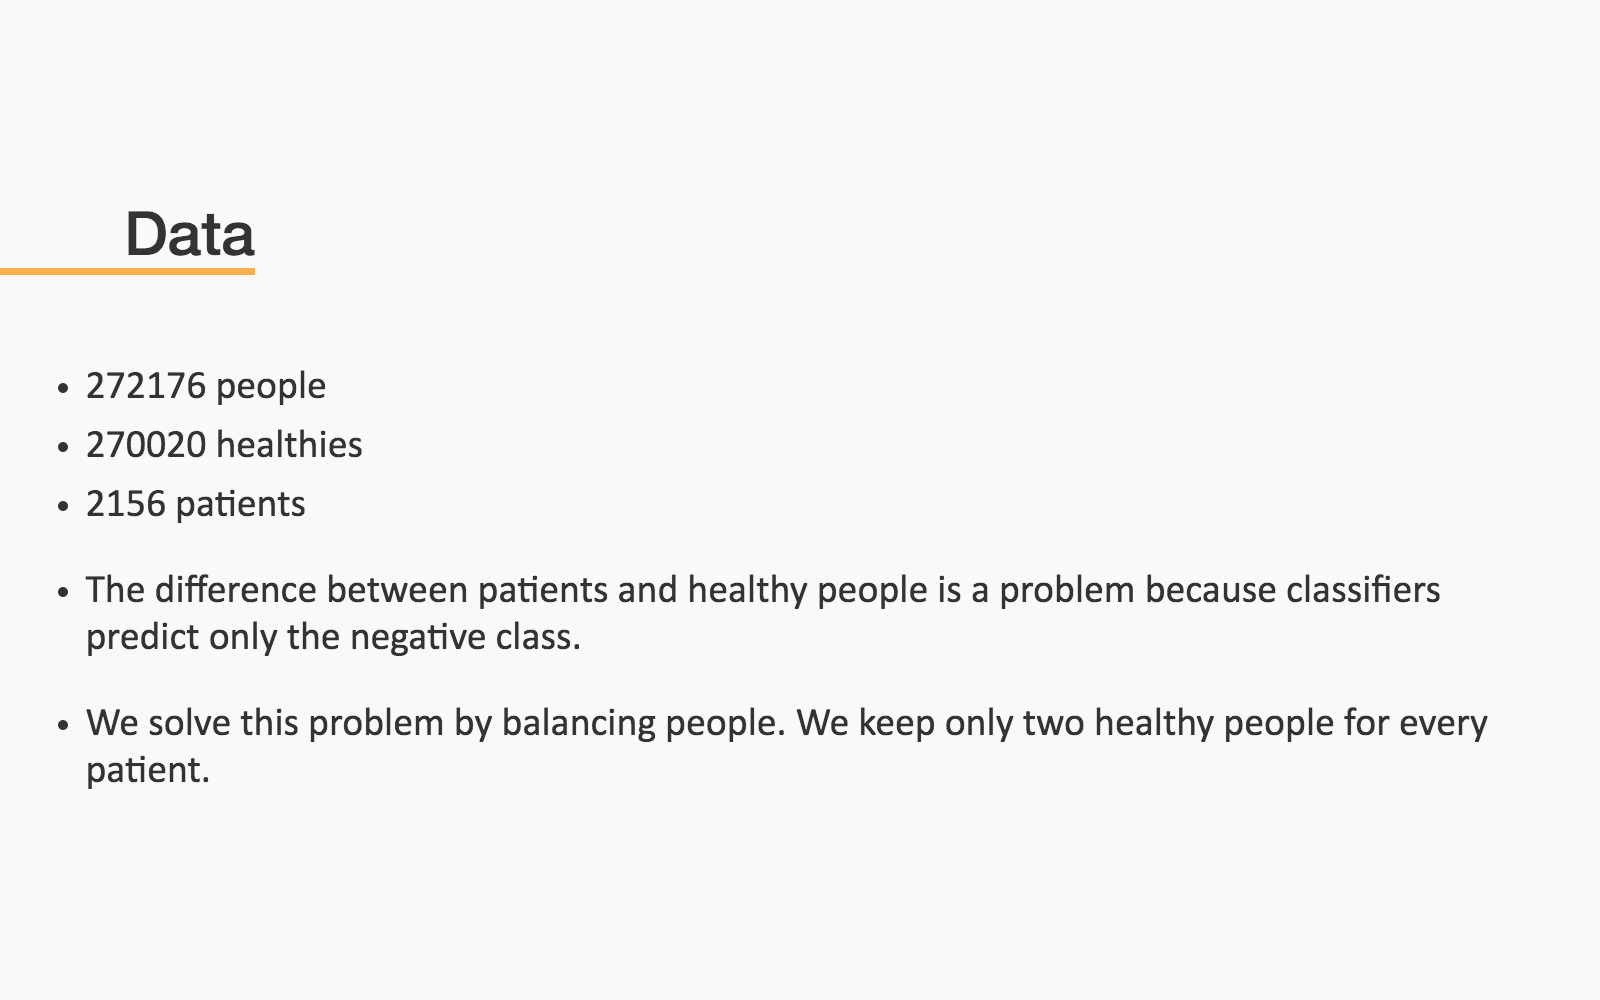 Data
• 272176 people
• 270020 healthies
• 2156 patients
• The difference between patients and healthy people is a problem because classifiers
predict only the negative class.
• We solve this problem by balancing people. We keep only two healthy people for every
patient.